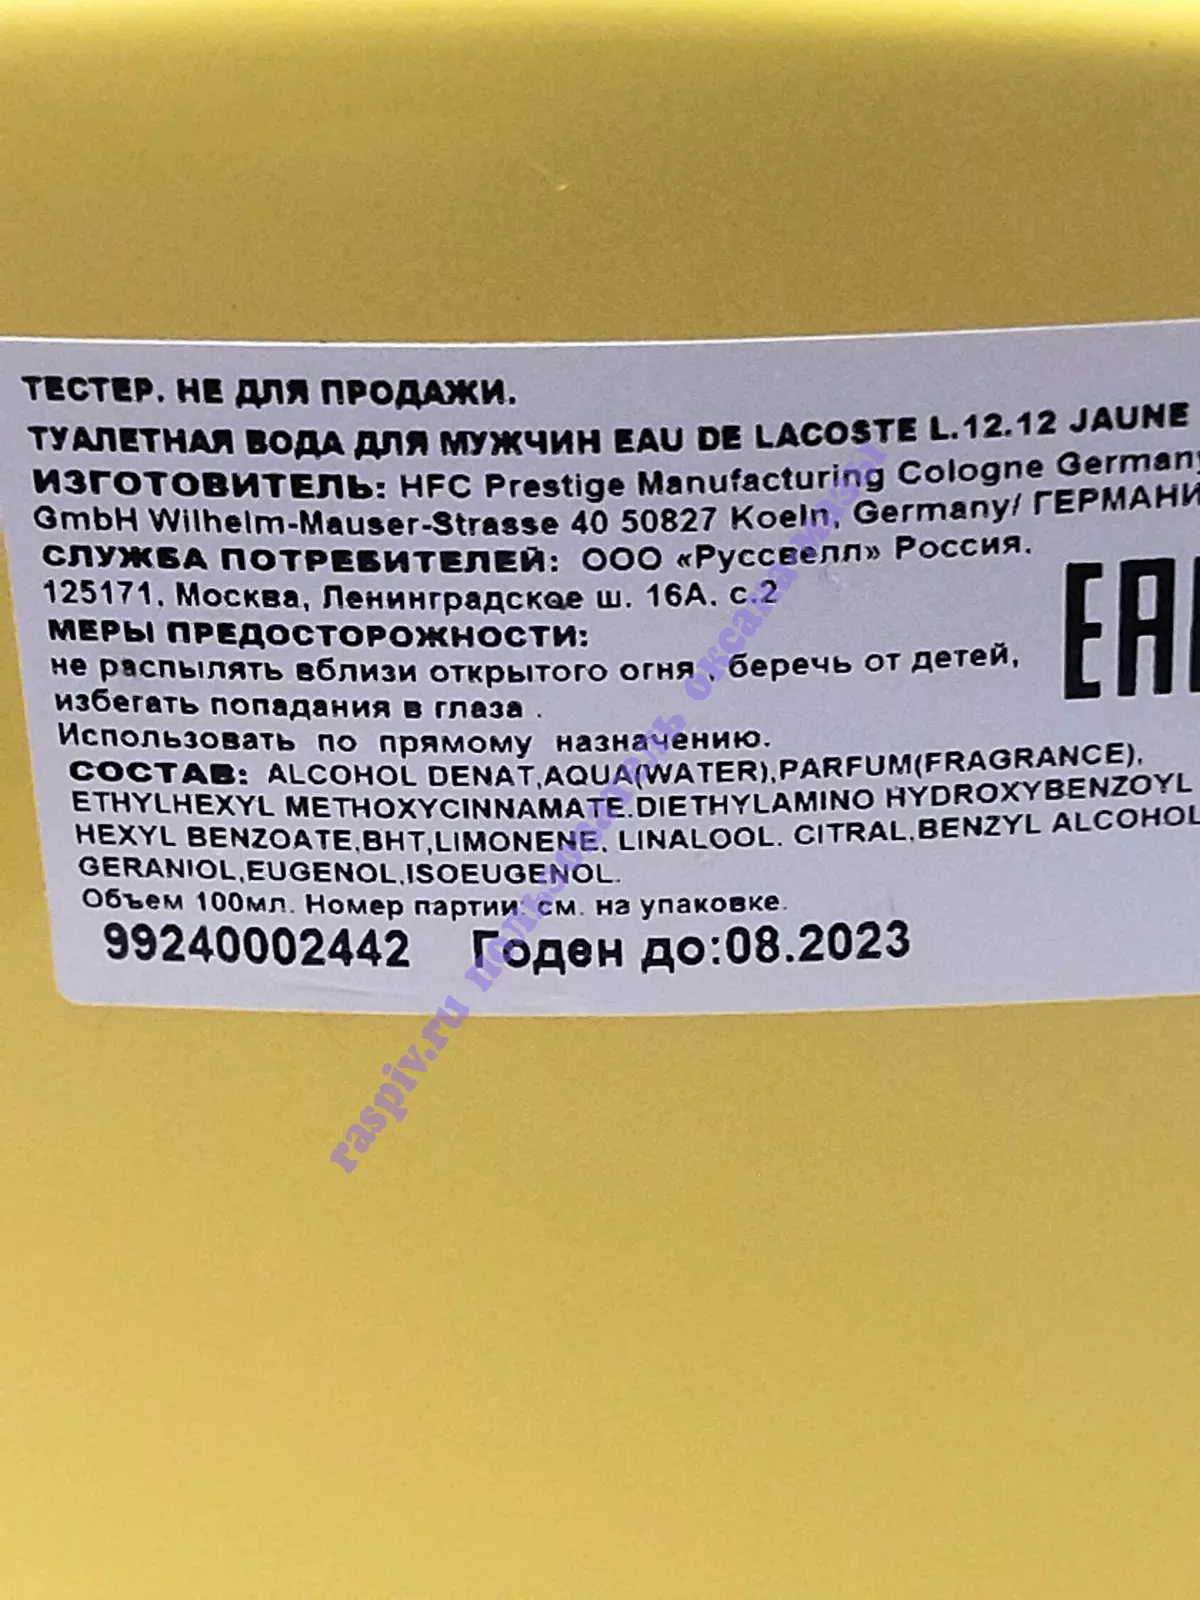 ТЕСТЕР. НЕ ДЛЯ ПРОДАЖИ.
ТУАЛЕТНАЯ ВОДА ДЛЯ МУЖЧИН EAU DE LACOSTE L.12.12 JAUNE
ИЗГОТОВИТЕЛЬ: HFC Prestige Manufacturing Cologne Germany
GmbH Wilhelm-Mauser-Strasse 40 50827 Koeln, Germany/ ГЕРМАНИ
СЛУЖБА ПОТРЕБИТЕЛЕЙ: ООО «Руссвелл» Россия.
125171, Москва, Ленинградское ш. 16А. с.2
ЕАС
МЕРЫ ПРЕДОСТОРОЖНОСТИ:
не распылять вблизи открытого огня , беречь от детей,
избегать попадания в глаза .
Использовать по прямому назначению.
СОСТАВ: ALCOHOL DENAT,AQUA(WATER),PARFUM(FRAGRANCE),
ETHYLHEXYL METHOXYCINNAMATE.DIETHYLAMINO HYDROXYBENZOYL
HEXYL BENZOATE,BHT,LIMONENE, LINALOOL. CITRAL,BENZYL ALCOHOL
GERANIOL,EUGENOL,ISOEUGENOL.
Объем 100мл. Номер партии: см. на упаковке.
99240002442 Годен до:08.2023
raspiv.ru пользователь оксанамазы